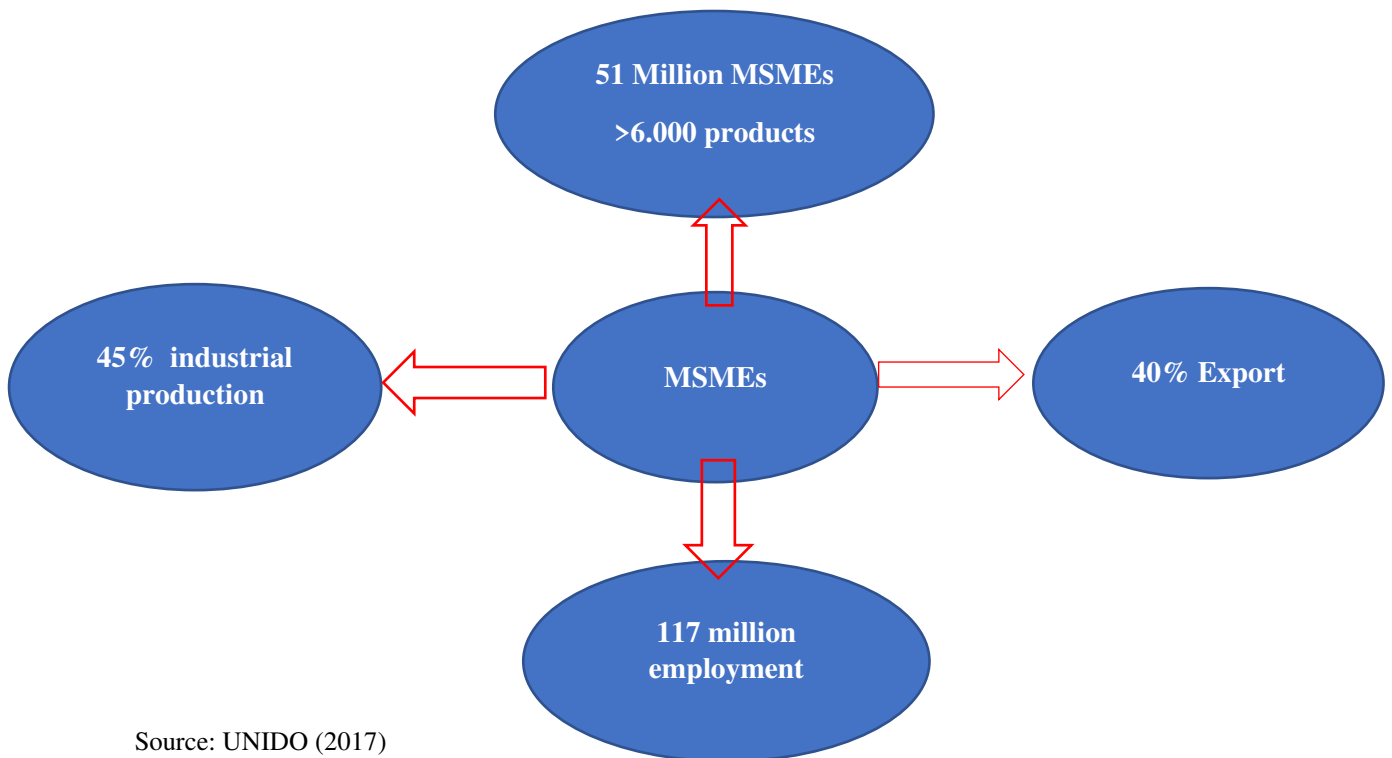 51 Million MSMEs
>6.000 products
45% industrial
production
MSMEs
40% Export
117 million
employment
Source: UNIDO (2017)